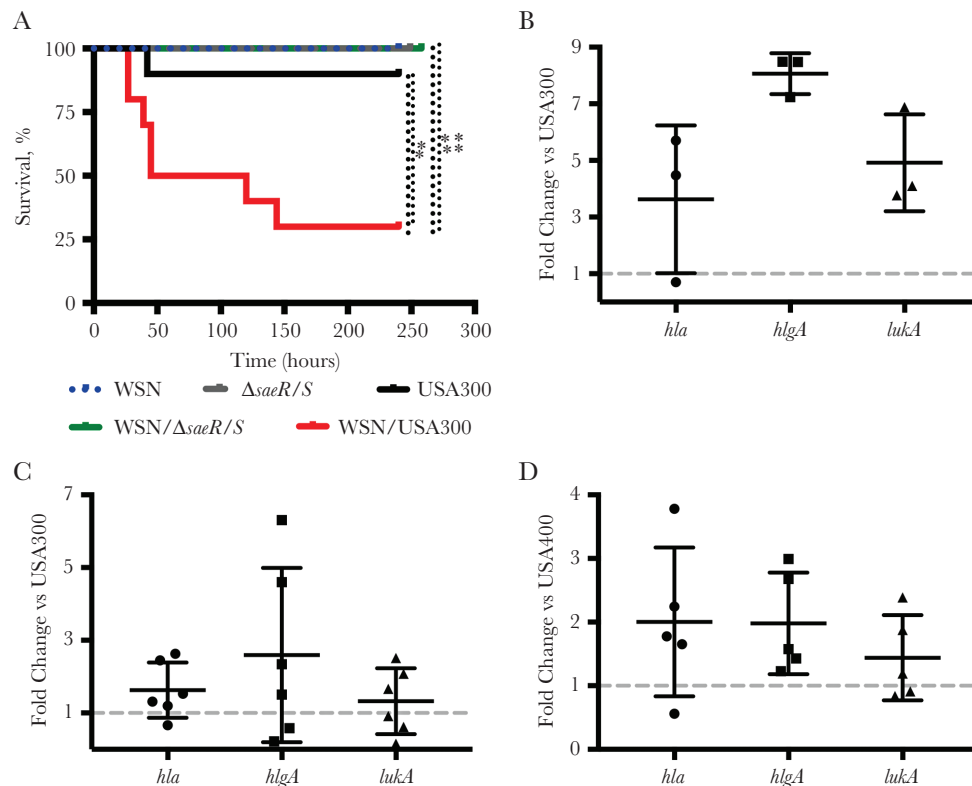 A
Survival, %
100
75
50
25
0
0 50 100 150 200 250 300
Time (hours)
**
**
WSN ΔsaeR/S USA300
WSN/ΔsaeR/S WSN/USA300
B
Fold Change vs USA300
9
7
5
3
1
hla hlgA lukA
C
Fold Change vs USA300
7
5
3
1
hla hlgA lukA
D
Fold Change vs USA400
4
3
2
1
0
hla hlgA lukA